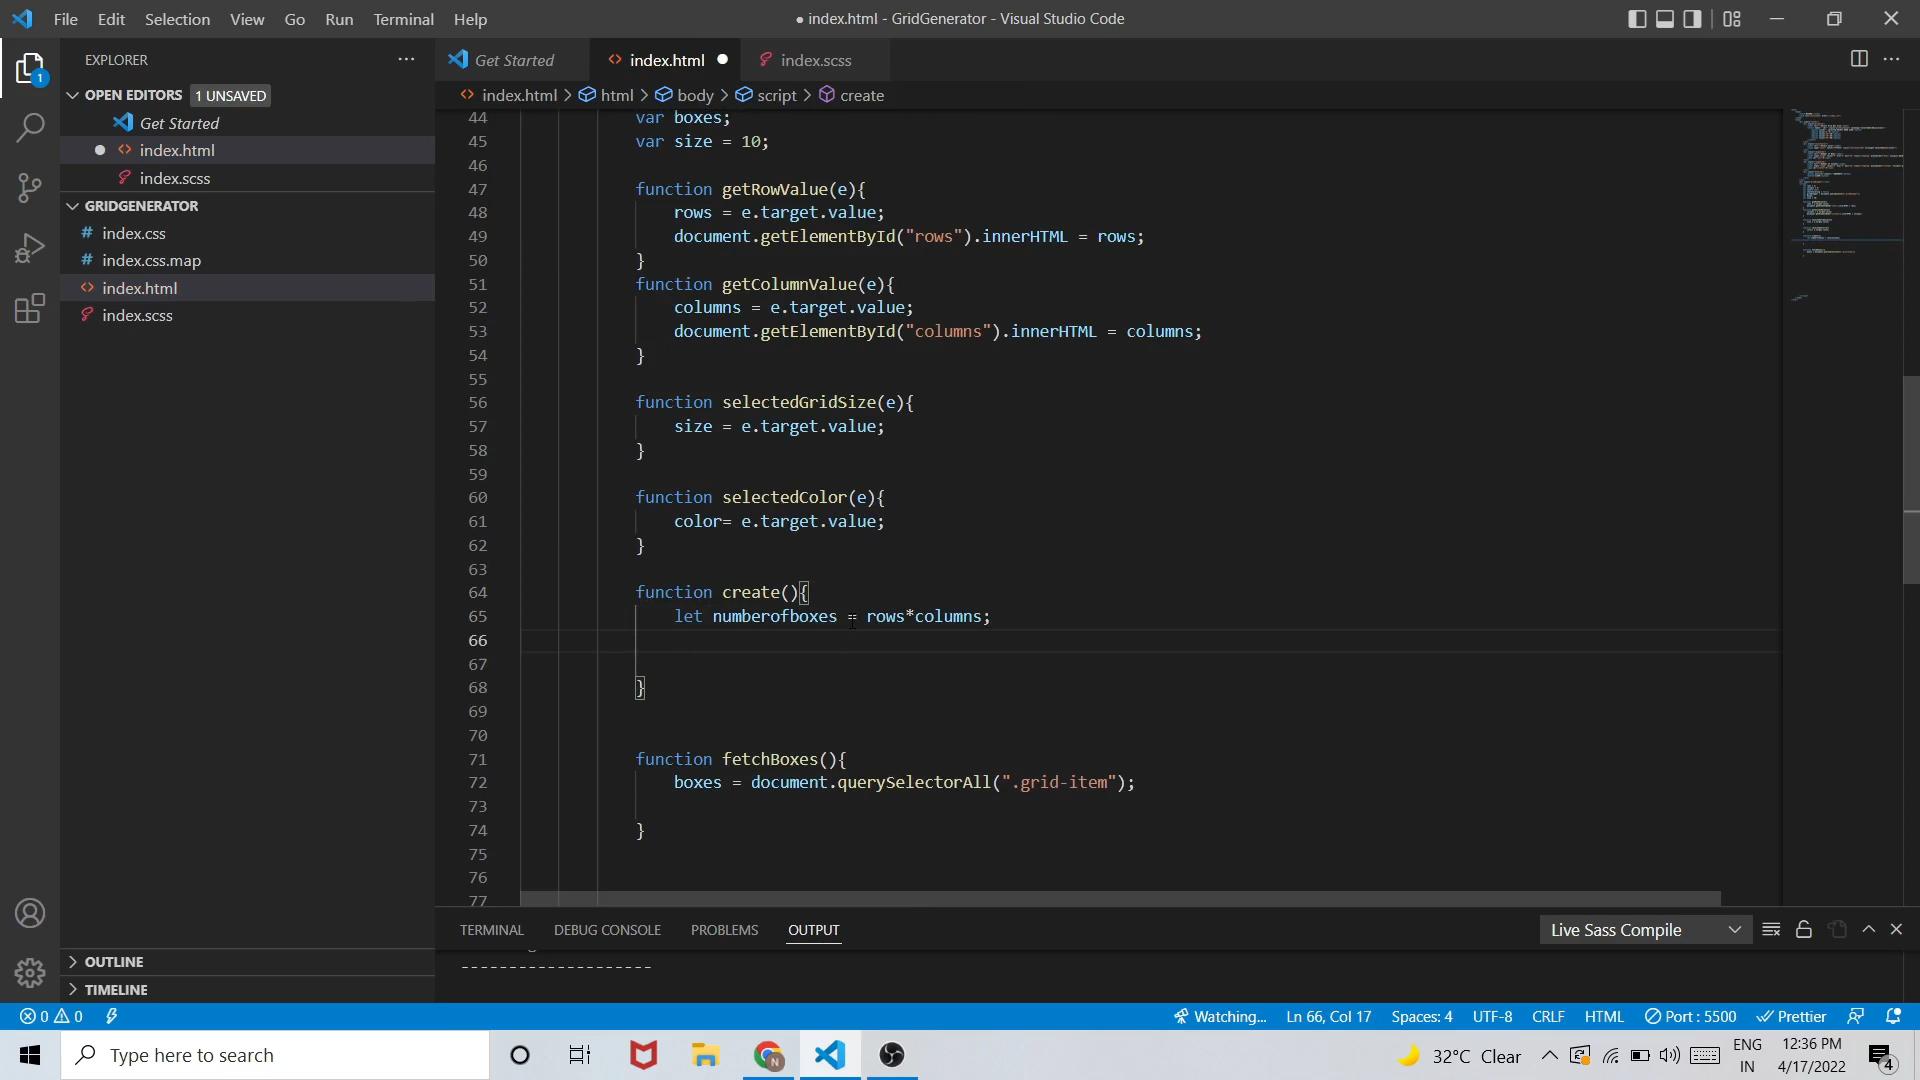 File Edit Selection View Go Run Terminal Help
● index.html - GridGenerator - Visual Studio Code
EXPLORER
Get Started
index.html
index.scss
OPEN EDITORS 1 UNSAVED
index.html > html > body > script > create
Get Started
index.html
index.scss
GRIDGENERATOR
index.css
index.css.map
index.html
index.scss
44 var boxes;
45 var size = 10;
46
47 function getRowValue(e){
48 rows = e.target.value;
49 document.getElementById("rows").innerHTML = rows;
50 }
51 function getColumnValue(e){
52 columns = e.target.value;
53 document.getElementById("columns").innerHTML = columns;
54 }
55
56 function selectedGridSize(e){
57 size = e.target.value;
58 }
59
60 function selectedColor(e){
61 color= e.target.value;
62 }
63
64 function create(){
65 let numberofboxes = rows*columns;
66
67
68 }
69
70
71 function fetchBoxes(){
72 boxes = document.querySelectorAll(".grid-item");
73
74 }
75
76
77
TERMINAL DEBUG CONSOLE PROBLEMS OUTPUT
Live Sass Compile
--------------------
OUTLINE
TIMELINE
0 0
Watching... Ln 66, Col 17 Spaces: 4 UTF-8 CRLF HTML Port : 5500 Prettier
Type here to search
32°C Clear
ENG
IN
12:36 PM
4/17/2022
4